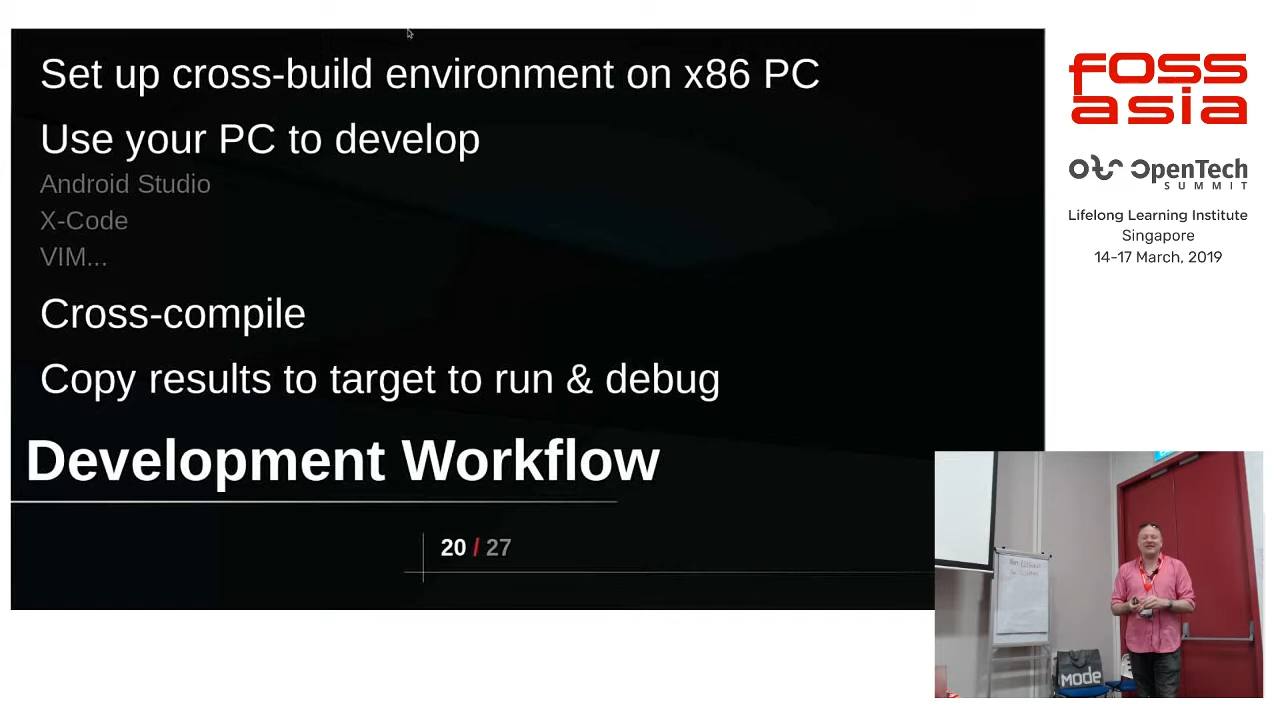 Set up cross-build environment on x86 PC
Use your PC to develop
Android Studio
X-Code
VIM...
Cross-compile
Copy results to target to run & debug
Development Workflow
20 / 27
fOSS
asia
OpenTech
SUMMIT
Lifelong Learning Institute
Singapore
14-17 March, 2019
MODE